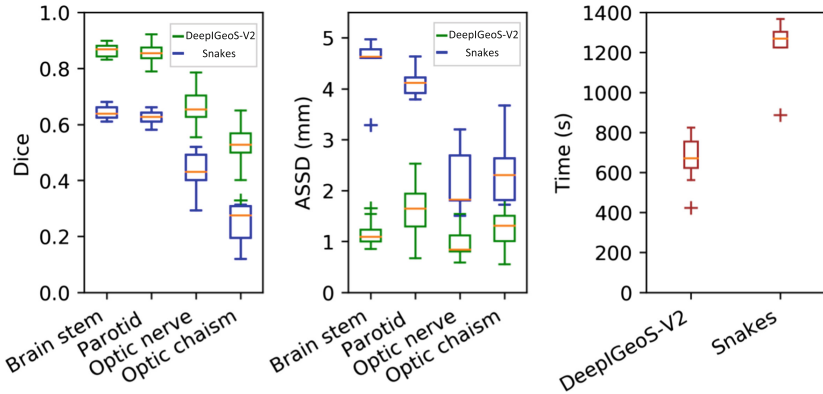 Dice
1.0
0.8
0.6
0.4
0.2
0.0
DeepIGeoS-V2
Snakes
Brain stem
Parotid
Optic nerve
Optic chaism
ASSD (mm)
5
4
3
2
1
0
DeepIGeoS-V2
Snakes
Brain stem
Parotid
Optic nerve
Optic chaism
Time (s)
1400
1200
1000
800
600
400
200
0
DeepIGeoS-V2
Snakes